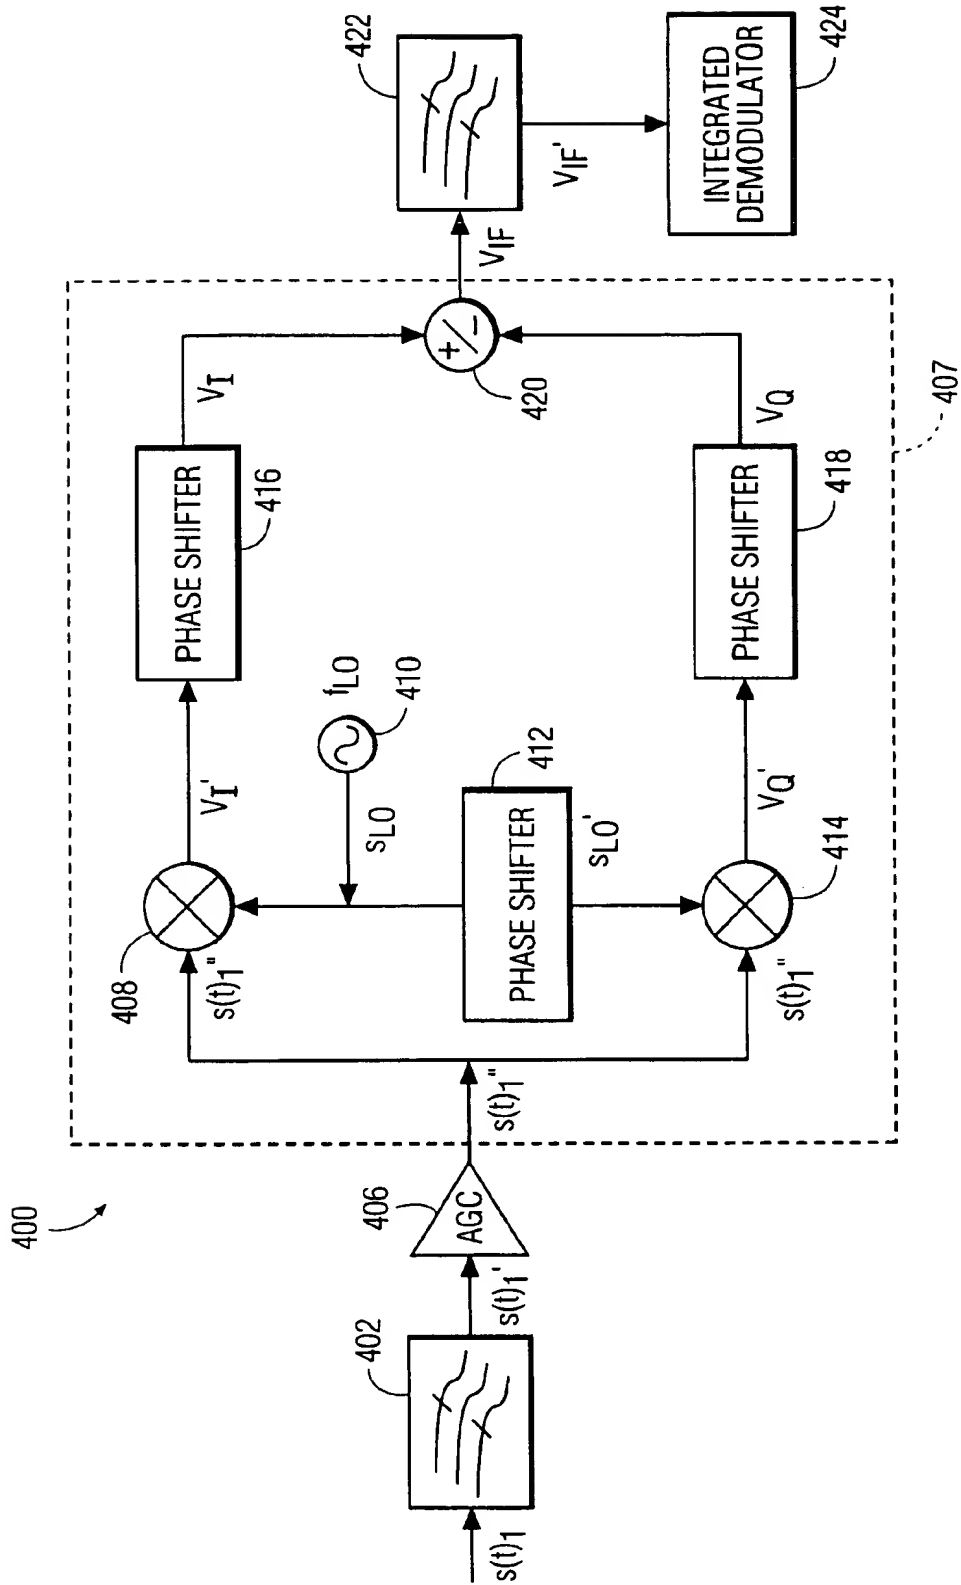 400
s(t)1
402
s(t)1'
AGC
406
s(t)1"
s(t)1"
408
s(t)1"
414
VI'
SLO
fLO
410
PHASE SHIFTER
412
SLO'
VQ'
PHASE SHIFTER
416
VI
PHASE SHIFTER
418
VQ
+/-
420
407
VIF
422
VIF'
INTEGRATED
DEMODULATOR
424